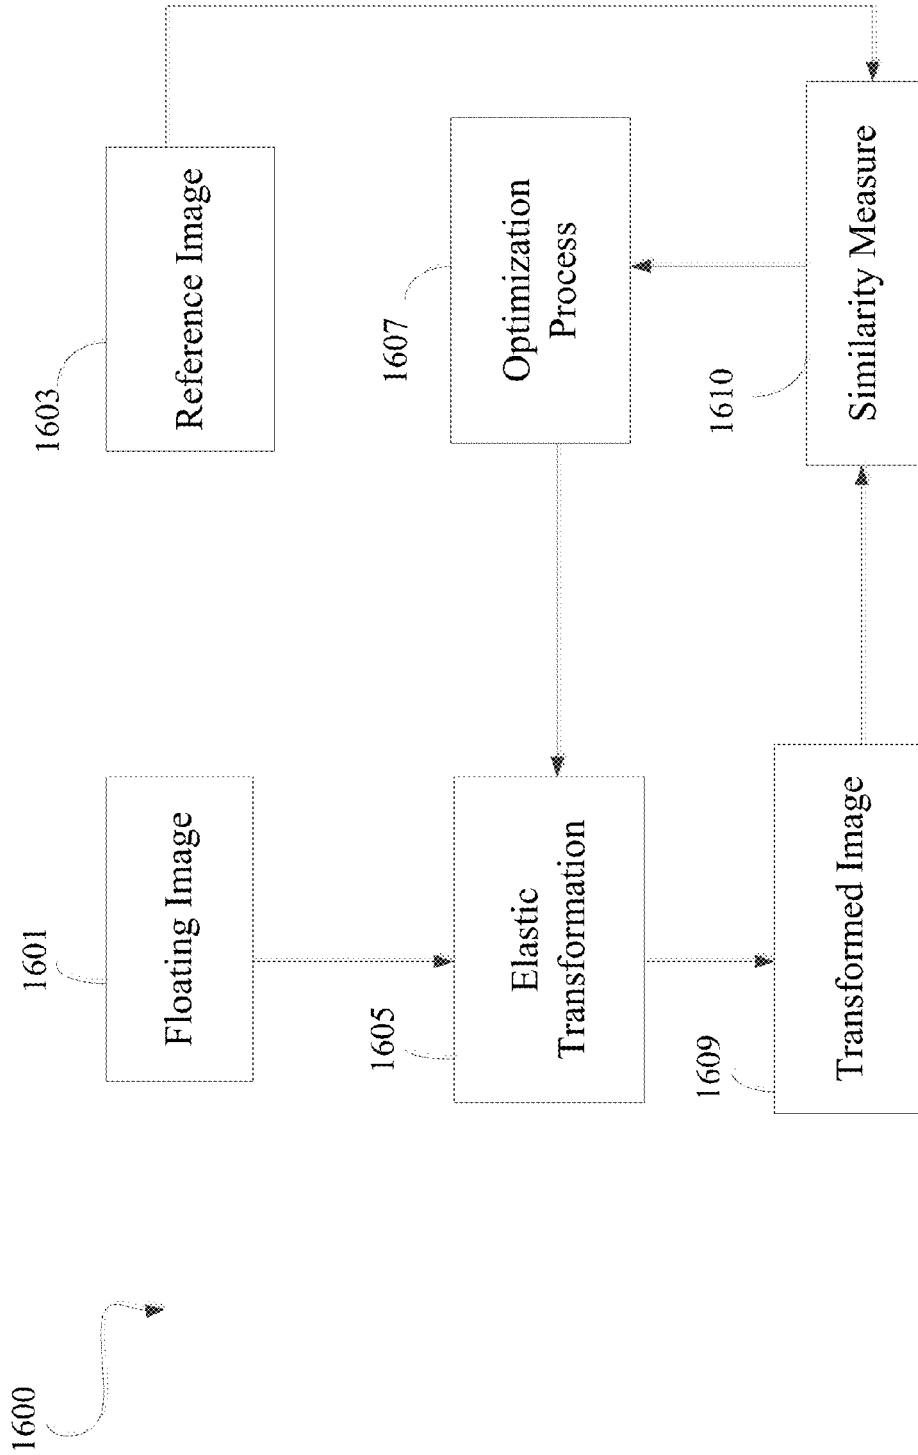 1600
1601
Floating Image
1603
Reference Image
1605
Elastic
Transformation
1607
Optimization
Process
1609
Transformed Image
1610
Similarity Measure